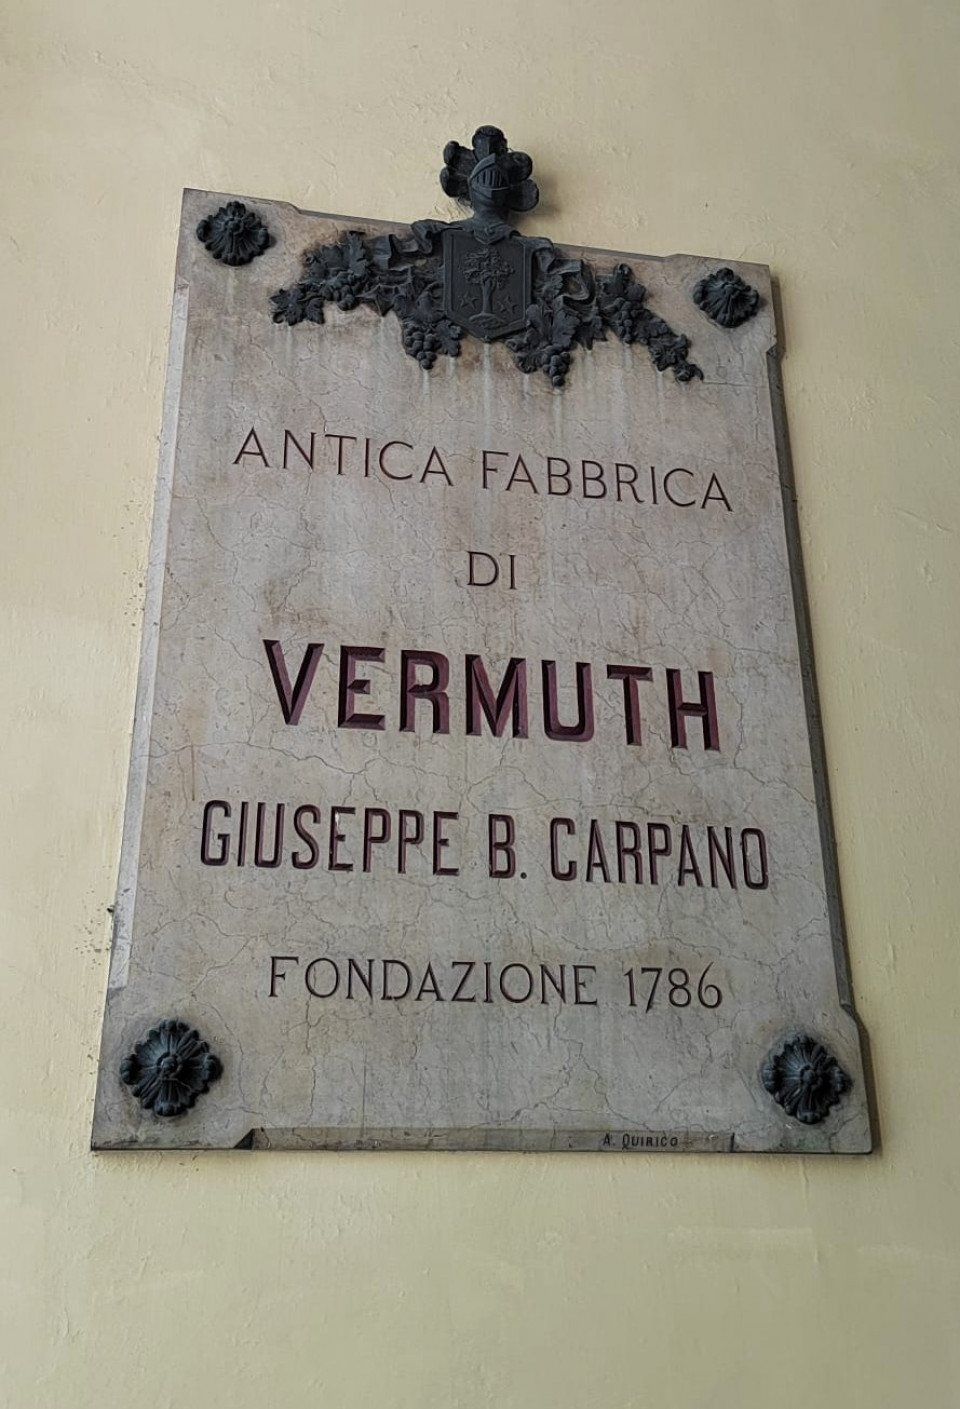 ANTICA FABBRICA
DI
VERMUTH
GIUSEPPE B. CARPANO
FONDAZIONE 1786
A. QUIRICO